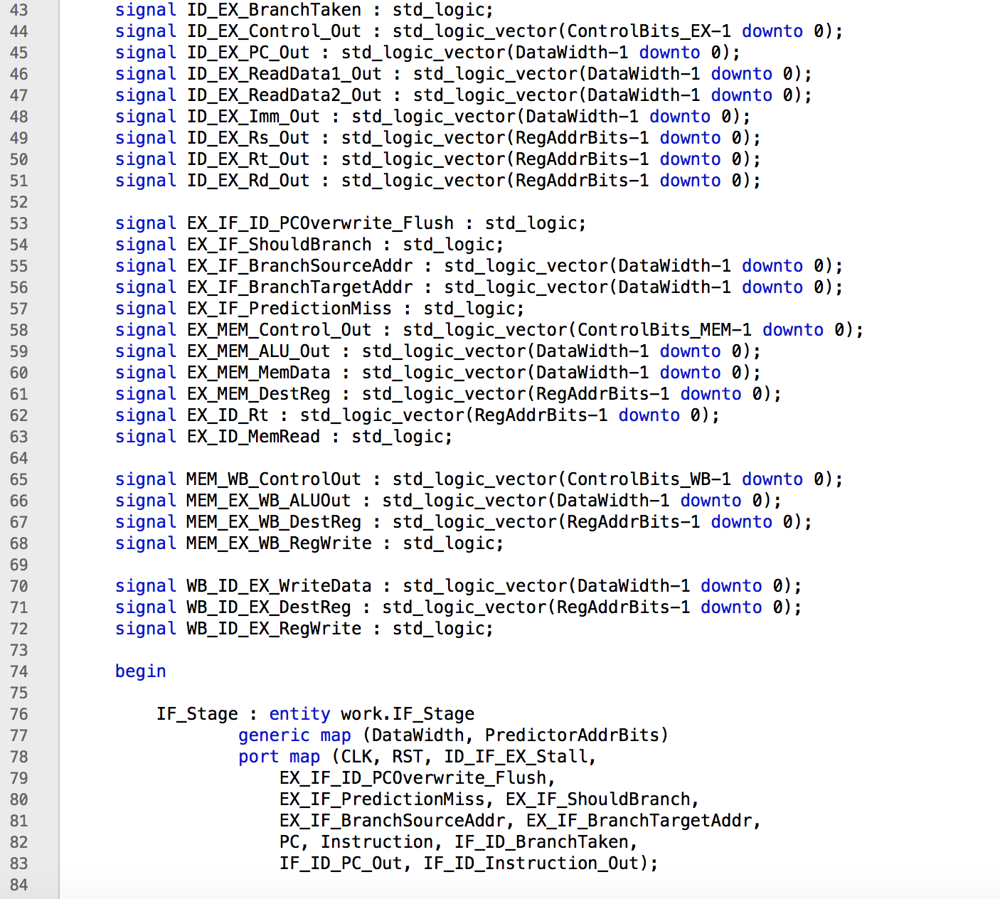 43 signal ID_EX_BranchTaken : std_logic;
44 signal ID_EX_Control_Out : std_logic_vector(ControlBits_EX-1 downto 0);
45 signal ID_EX_PC_Out : std_logic_vector(DataWidth-1 downto 0);
46 signal ID_EX_ReadData1_Out : std_logic_vector(DataWidth-1 downto 0);
47 signal ID_EX_ReadData2_Out : std_logic_vector(DataWidth-1 downto 0);
48 signal ID_EX_Imm_Out : std_logic_vector(DataWidth-1 downto 0);
49 signal ID_EX_Rs_Out : std_logic_vector(RegAddrBits-1 downto 0);
50 signal ID_EX_Rt_Out : std_logic_vector(RegAddrBits-1 downto 0);
51 signal ID_EX_Rd_Out : std_logic_vector(RegAddrBits-1 downto 0);
52
53 signal EX_IF_ID_PCOverwrite_Flush : std_logic;
54 signal EX_IF_ShouldBranch : std_logic;
55 signal EX_IF_BranchSourceAddr : std_logic_vector(DataWidth-1 downto 0);
56 signal EX_IF_BranchTargetAddr : std_logic_vector(DataWidth-1 downto 0);
57 signal EX_IF_PredictionMiss : std_logic;
58 signal EX_MEM_Control_Out : std_logic_vector(ControlBits_MEM-1 downto 0);
59 signal EX_MEM_ALU_Out : std_logic_vector(DataWidth-1 downto 0);
60 signal EX_MEM_MemData : std_logic_vector(DataWidth-1 downto 0);
61 signal EX_MEM_DestReg : std_logic_vector(RegAddrBits-1 downto 0);
62 signal EX_ID_Rt : std_logic_vector(RegAddrBits-1 downto 0);
63 signal EX_ID_MemRead : std_logic;
64
65 signal MEM_WB_ControlOut : std_logic_vector(ControlBits_WB-1 downto 0);
66 signal MEM_EX_WB_ALUOut : std_logic_vector(DataWidth-1 downto 0);
67 signal MEM_EX_WB_DestReg : std_logic_vector(RegAddrBits-1 downto 0);
68 signal MEM_EX_WB_RegWrite : std_logic;
69
70 signal WB_ID_EX_WriteData : std_logic_vector(DataWidth-1 downto 0);
71 signal WB_ID_EX_DestReg : std_logic_vector(RegAddrBits-1 downto 0);
72 signal WB_ID_EX_RegWrite : std_logic;
73
74 begin
75
76 IF_Stage : entity work.IF_Stage
77 generic map (DataWidth, PredictorAddrBits)
78 port map (CLK, RST, ID_IF_EX_Stall,
79 EX_IF_ID_PCOverwrite_Flush,
80 EX_IF_PredictionMiss, EX_IF_ShouldBranch,
81 EX_IF_BranchSourceAddr, EX_IF_BranchTargetAddr,
82 PC, Instruction, IF_ID_BranchTaken,
83 IF_ID_PC_Out, IF_ID_Instruction_Out);
84